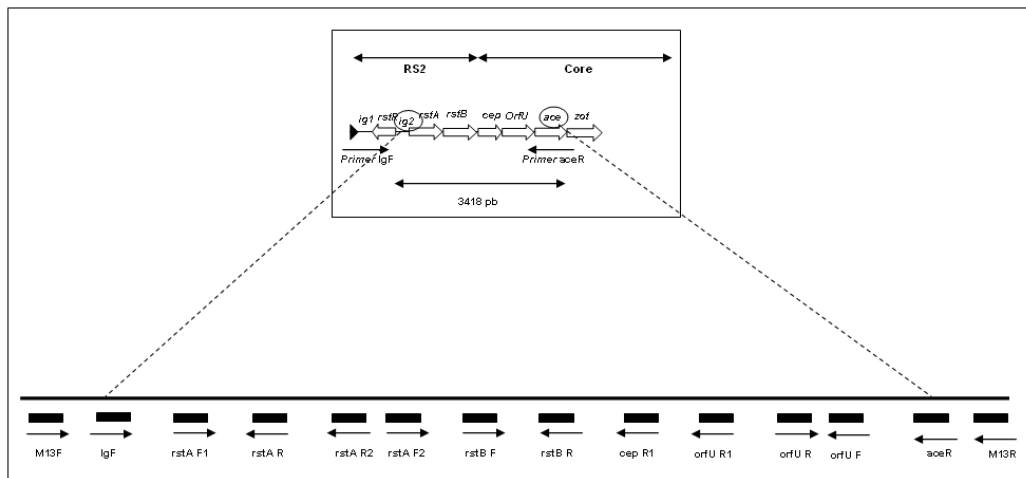 RS2 Core
ig1 rstR ig2 rstA rstB cep OrfU ace zot
Primer IgF Primer aceR
3418 pb
M13F IgF rstA F1 rstA R rstA R2 rstA F2 rstB F rstB R cep R1 orfU R1 orfU R orfU F aceR M13R